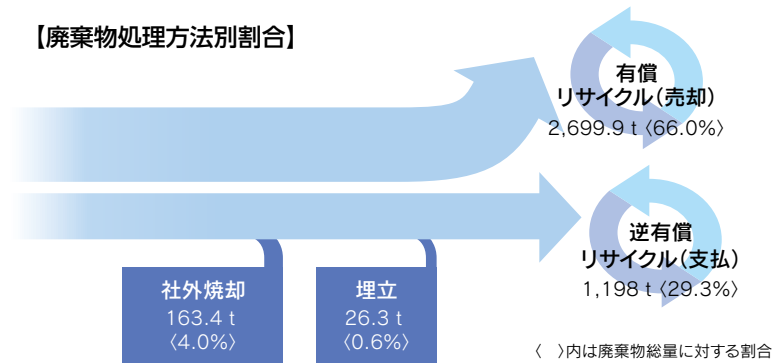 【廃棄物処理方法別割合】
有償
リサイクル（売却）
2,699.9 t〈66.0%〉
逆有償
リサイクル（支払）
1,198 t〈29.3%〉
社外焼却
163.4 t
〈4.0%〉
埋立
26.3 t
〈0.6%〉
〈　〉内は廃棄物総量に対する割合